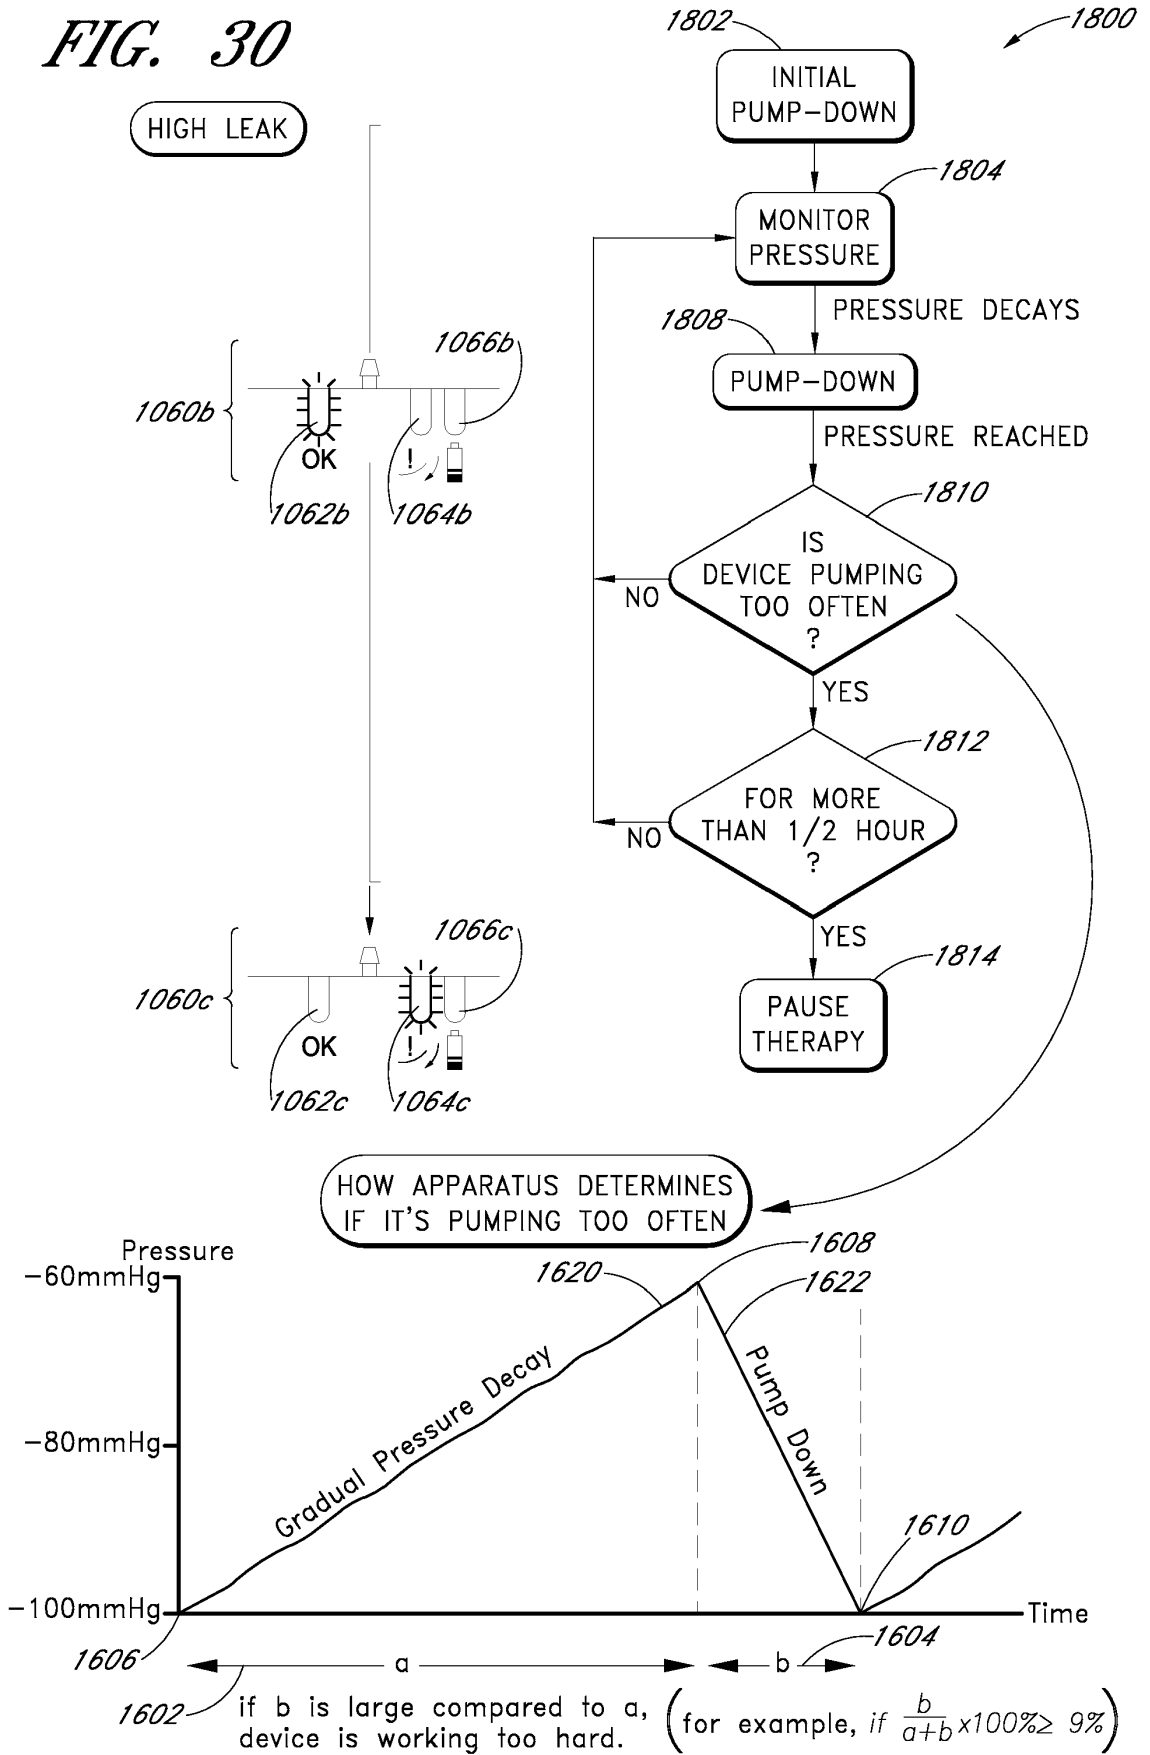 FIG. 30
1800
1802
INITIAL
PUMP-DOWN
HIGH LEAK
1804
MONITOR
PRESSURE
PRESSURE DECAYS
1808
PUMP-DOWN
PRESSURE REACHED
1066b
1060b
OK
!
1062b
1064b
1810
IS
DEVICE PUMPING
TOO OFTEN
?
NO
YES
1812
FOR MORE
THAN 1/2 HOUR
?
NO
YES
1814
PAUSE
THERAPY
1066c
1060c
OK
!
1062c
1064c
HOW APPARATUS DETERMINES
IF IT'S PUMPING TOO OFTEN
Pressure
-60mmHg
-80mmHg
-100mmHg
1620
1608
1622
Gradual Pressure Decay
Pump Down
1610
Time
1606
1604
a
b
1602
if b is large compared to a,
device is working too hard.
(for example, if b/a+b x100%≥ 9%)